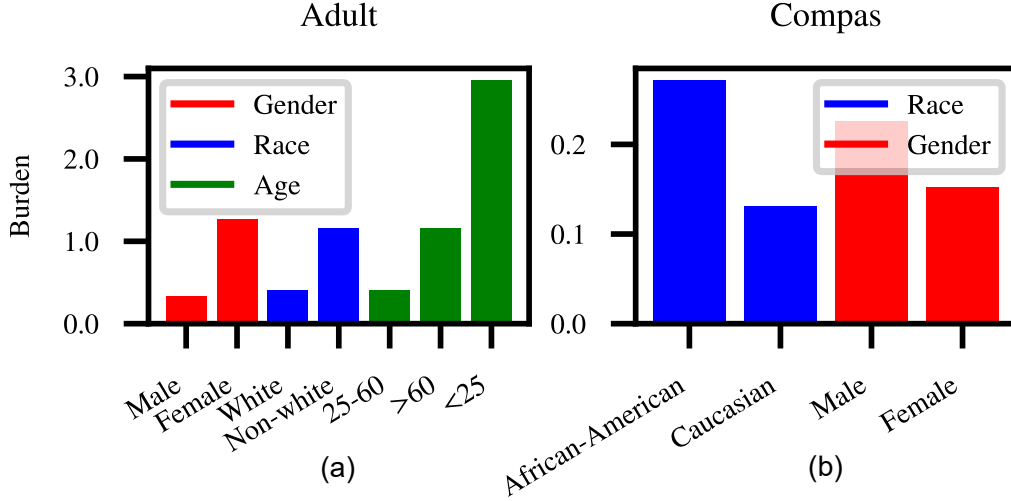 Adult
Burden
3.0
2.0
1.0
0.0
Gender
Race
Age
Male
Female
White
Non-white
25-60
>60
<25
(a)
Compas
0.2
0.1
0.0
Race
Gender
African-American
Caucasian
Male
Female
(b)